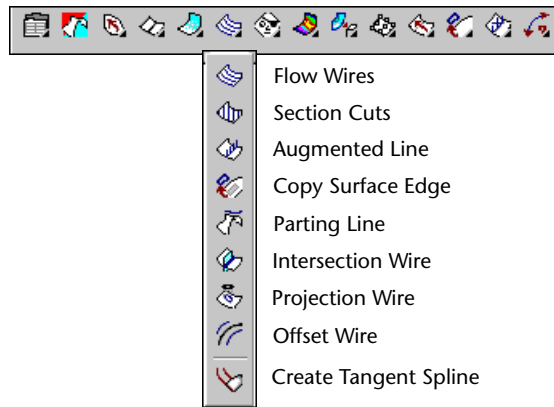 Flow Wires
Section Cuts
Augmented Line
Copy Surface Edge
Parting Line
Intersection Wire
Projection Wire
Offset Wire
Create Tangent Spline